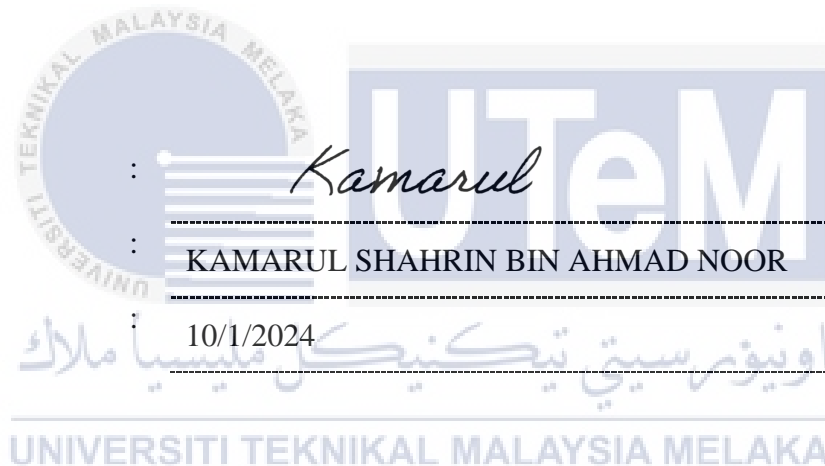 UNIVERSITI TEKNIKAL MALAYSIA MELAKA
UTeM
: Kamarul
: KAMARUL SHAHRIN BIN AHMAD NOOR
: 10/1/2024
اونيۏرسيتي تيكنيكل مليسيا ملاك
UNIVERSITI TEKNIKAL MALAYSIA MELAKA